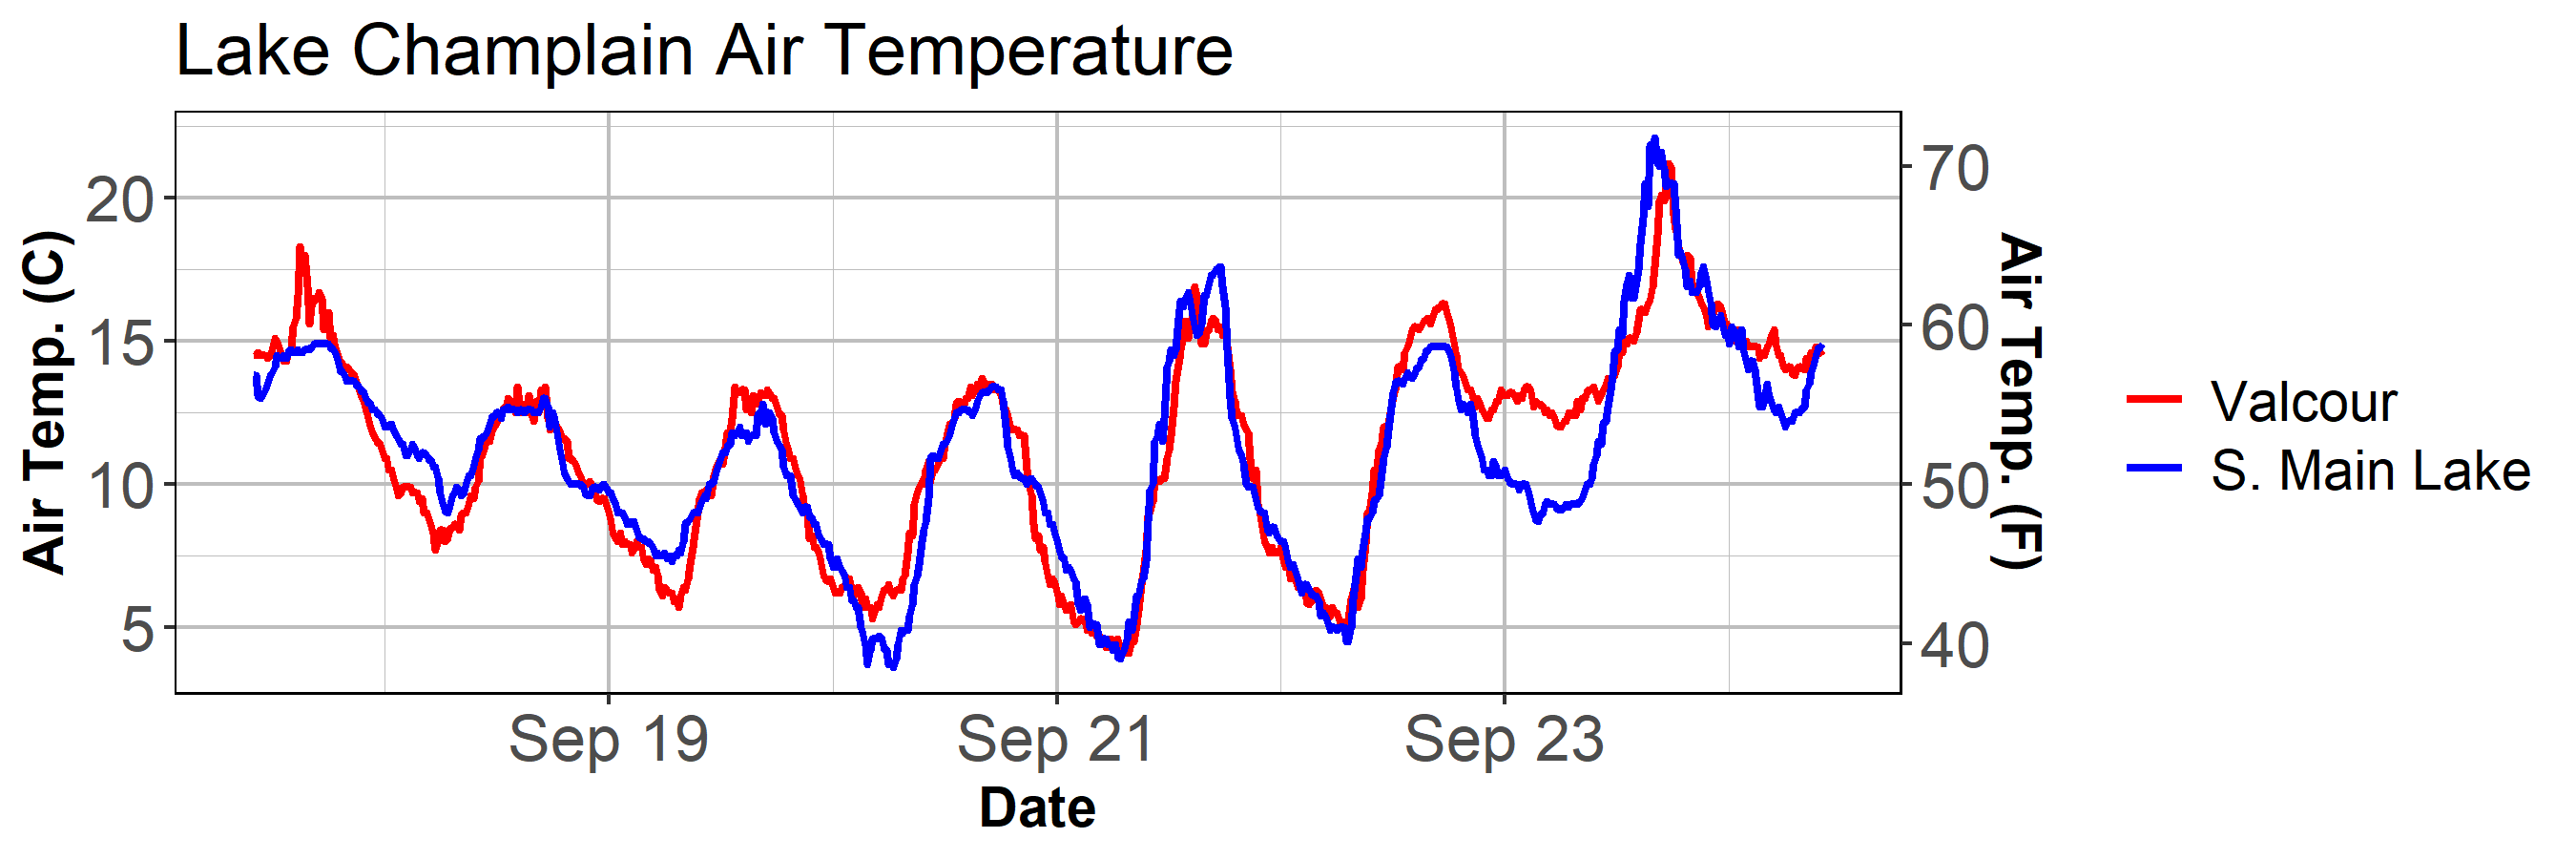 Lake Champlain Air Temperature
Air Temp. (C)
20
15
10
5
70
60
50
40
Air Temp. (F)
Sep 19
Sep 21
Sep 23
Date
Valcour
S. Main Lake